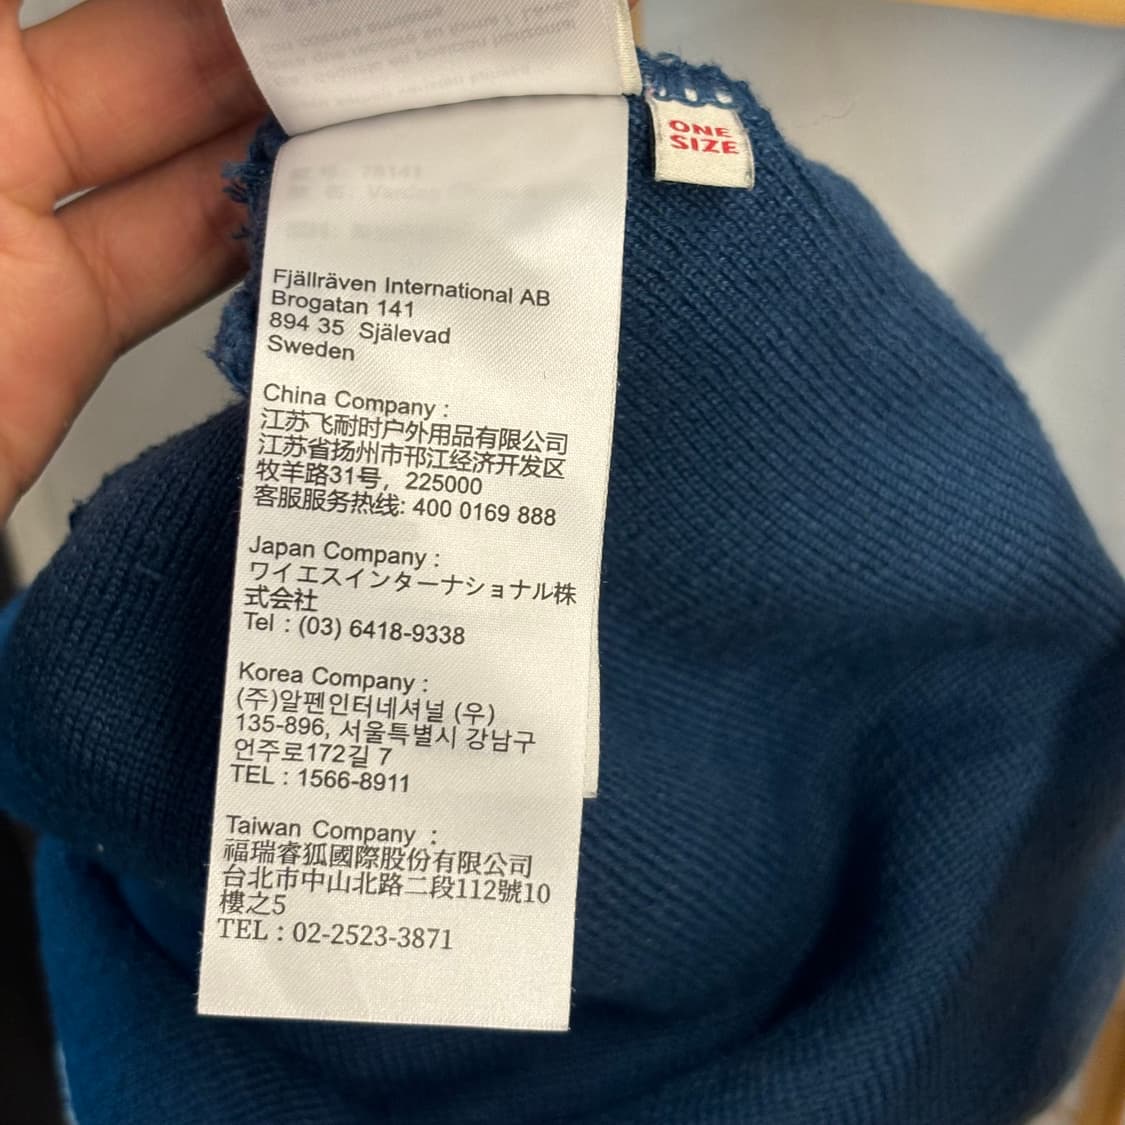 ONE
SIZE
78141
Fjällräven International AB
Brogatan 141
894 35 Själevad
Sweden
China Company :
江苏飞耐时户外用品有限公司
江苏省扬州市邗江经济开发区
牧羊路31号，225000
客服服务热线: 400 0169 888
Japan Company :
ワイエスインターナショナル株
式会社
Tel : (03) 6418-9338
Korea Company :
(주)알펜인터네셔널 (우)
135-896, 서울특별시 강남구
언주로172길 7
TEL : 1566-8911
Taiwan Company :
福瑞睿狐國際股份有限公司
台北市中山北路二段112號10
樓之5
TEL : 02-2523-3871